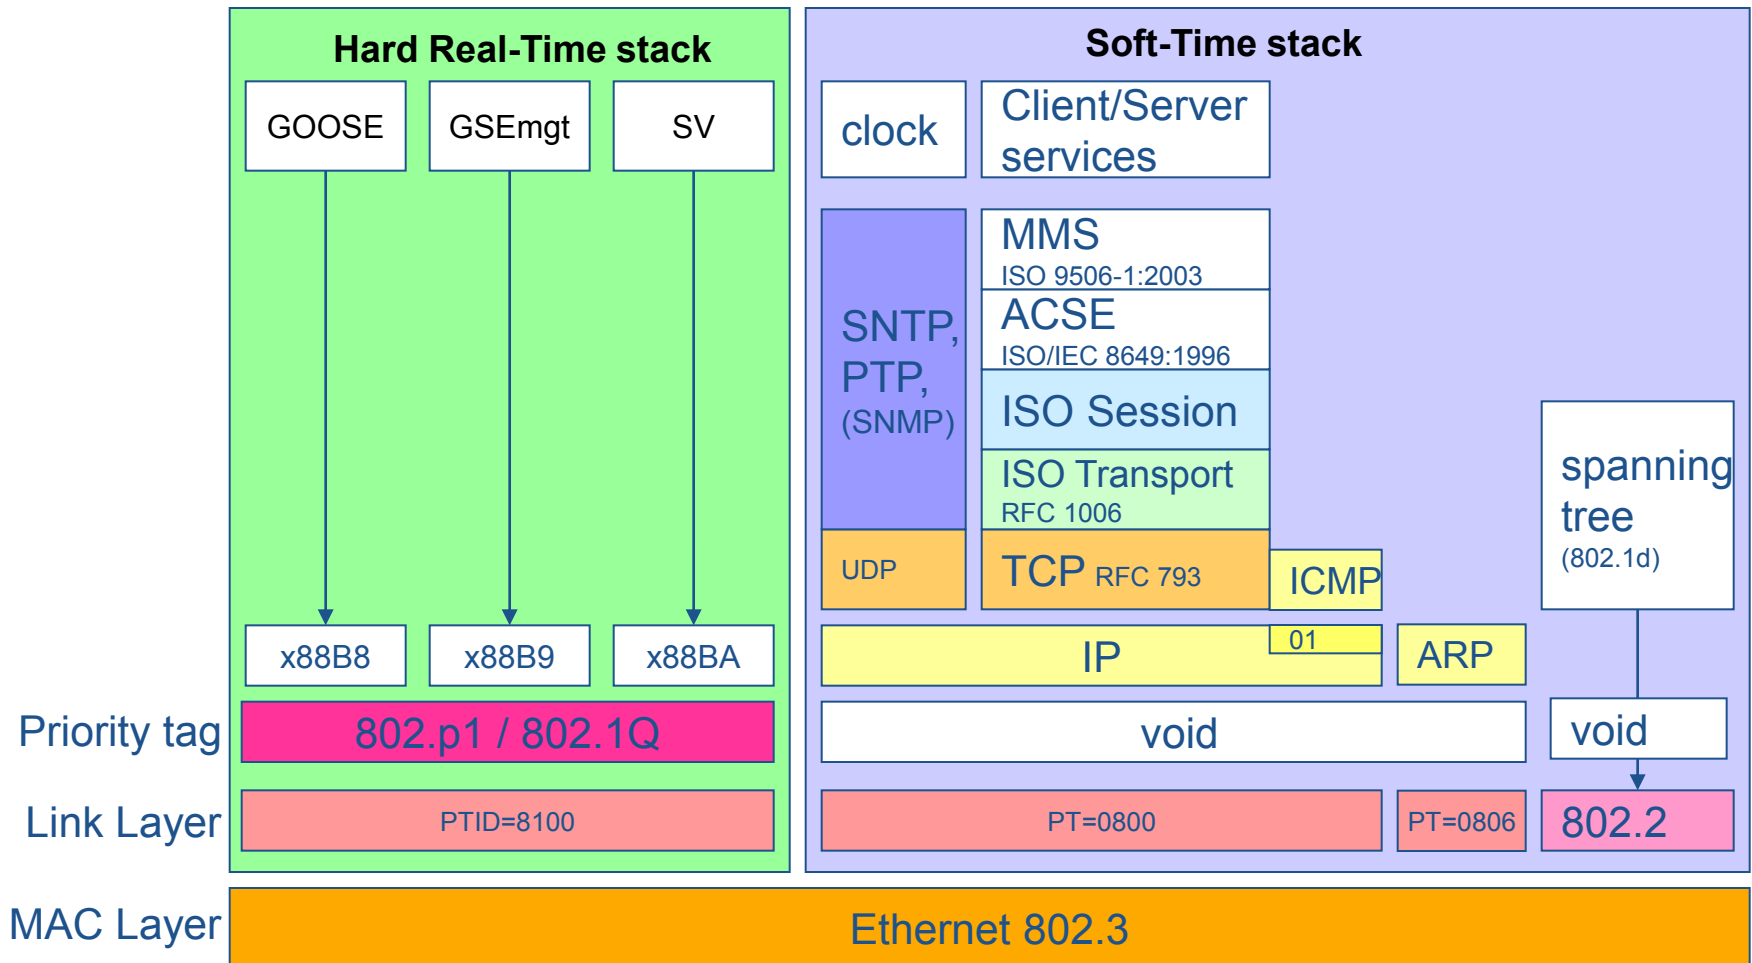 Hard Real-Time stack
GOOSE
GSEmgt
SV
x88B8
x88B9
x88BA
Priority tag
802.p1 / 802.1Q
Link Layer
PTID=8100
Soft-Time stack
clock
Client/Server
services
SNTP,
PTP,
(SNMP)
UDP
MMS
ISO 9506-1:2003
ACSE
ISO/IEC 8649:1996
ISO Session
ISO Transport
RFC 1006
TCP RFC 793
ICMP
IP
01
ARP
spanning
tree
(802.1d)
void
void
PT=0800
PT=0806
802.2
MAC Layer
Ethernet 802.3